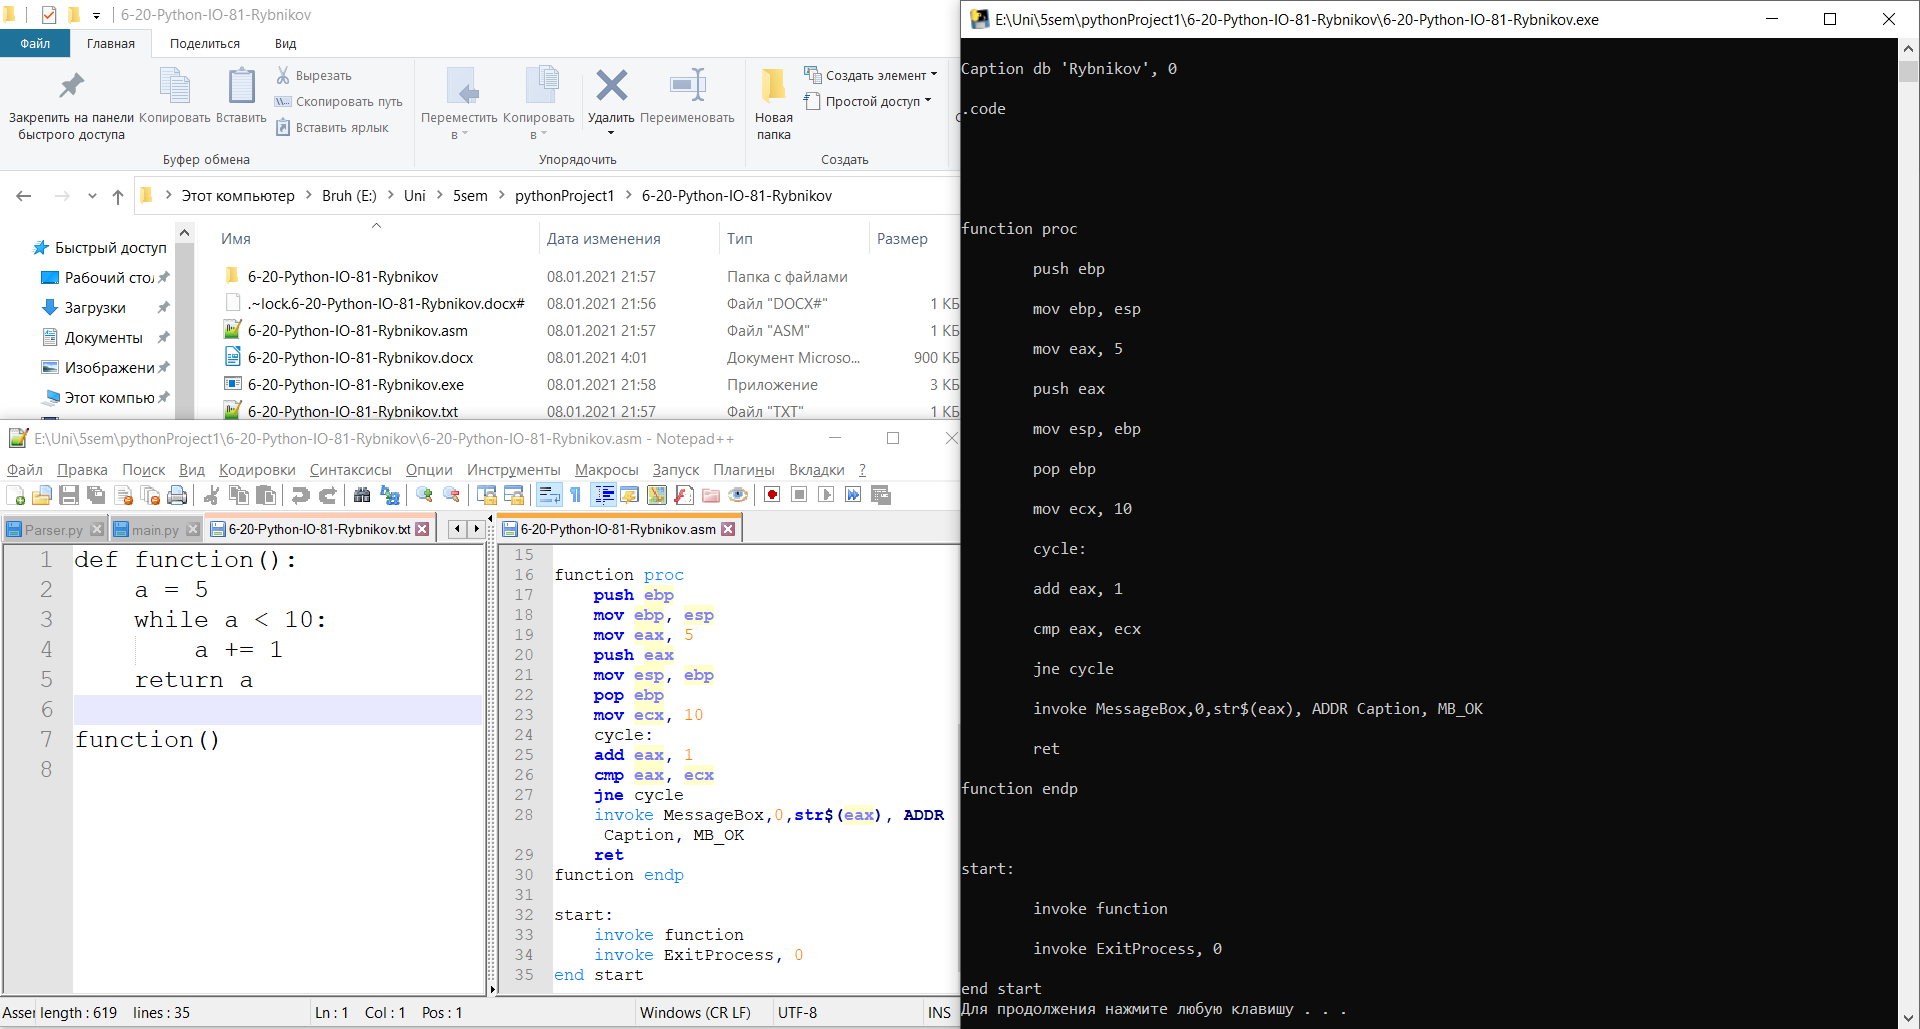 6-20-Python-IO-81-Rybnikov
Файл Главная Поделиться Вид
Закрепить на панели быстрого доступа
Копировать
Вставить
Вырезать
Скопировать путь
Вставить ярлык
Буфер обмена
Переместить в
Копировать в
Удалить
Переименовать
Упорядочить
Новая папка
Создать элемент
Простой доступ
Создать
Этот компьютер Bruh (E:) Uni 5sem pythonProject1 6-20-Python-IO-81-Rybnikov
Быстрый доступ
Рабочий сто
Загрузки
Документы
Изображени
Этот компью
Имя Дата изменения Тип Размер
6-20-Python-IO-81-Rybnikov 08.01.2021 21:57 Папка с файлами
.~lock.6-20-Python-IO-81-Rybnikov.docx# 08.01.2021 21:56 Файл "DOCX#" 1 КБ
6-20-Python-IO-81-Rybnikov.asm 08.01.2021 21:57 Файл "ASM" 1 КБ
6-20-Python-IO-81-Rybnikov.docx 08.01.2021 4:01 Документ Microso... 900 КБ
6-20-Python-IO-81-Rybnikov.exe 08.01.2021 21:58 Приложение 3 КБ
6-20-Python-IO-81-Rybnikov.txt 08.01.2021 21:57 Файл "TXT" 1 КБ
E:\Uni\5sem\pythonProject1\6-20-Python-IO-81-Rybnikov\6-20-Python-IO-81-Rybnikov.asm - Notepad++
Файл Правка Поиск Вид Кодировки Синтаксисы Опции Инструменты Макросы Запуск Плагины Вкладки ?
Parser.py main.py 6-20-Python-IO-81-Rybnikov.txt
1 def function():
2 a = 5
3 while a < 10:
4 a += 1
5 return a
6
7 function()
8
6-20-Python-IO-81-Rybnikov.asm
15
16 function proc
17 push ebp
18 mov ebp, esp
19 mov eax, 5
20 push eax
21 mov esp, ebp
22 pop ebp
23 mov ecx, 10
24 cycle:
25 add eax, 1
26 cmp eax, ecx
27 jne cycle
28 invoke MessageBox,0,str$(eax), ADDR
Caption, MB_OK
29 ret
30 function endp
31
32 start:
33 invoke function
34 invoke ExitProcess, 0
35 end start
Asser length : 619 lines : 35 Ln : 1 Col : 1 Pos : 1 Windows (CR LF) UTF-8 INS
E:\Uni\5sem\pythonProject1\6-20-Python-IO-81-Rybnikov\6-20-Python-IO-81-Rybnikov.exe
Caption db 'Rybnikov', 0
.code
function proc
push ebp
mov ebp, esp
mov eax, 5
push eax
mov esp, ebp
pop ebp
mov ecx, 10
cycle:
add eax, 1
cmp eax, ecx
jne cycle
invoke MessageBox,0,str$(eax), ADDR Caption, MB_OK
ret
function endp
start:
invoke function
invoke ExitProcess, 0
end start
Для продолжения нажмите любую клавишу . . .